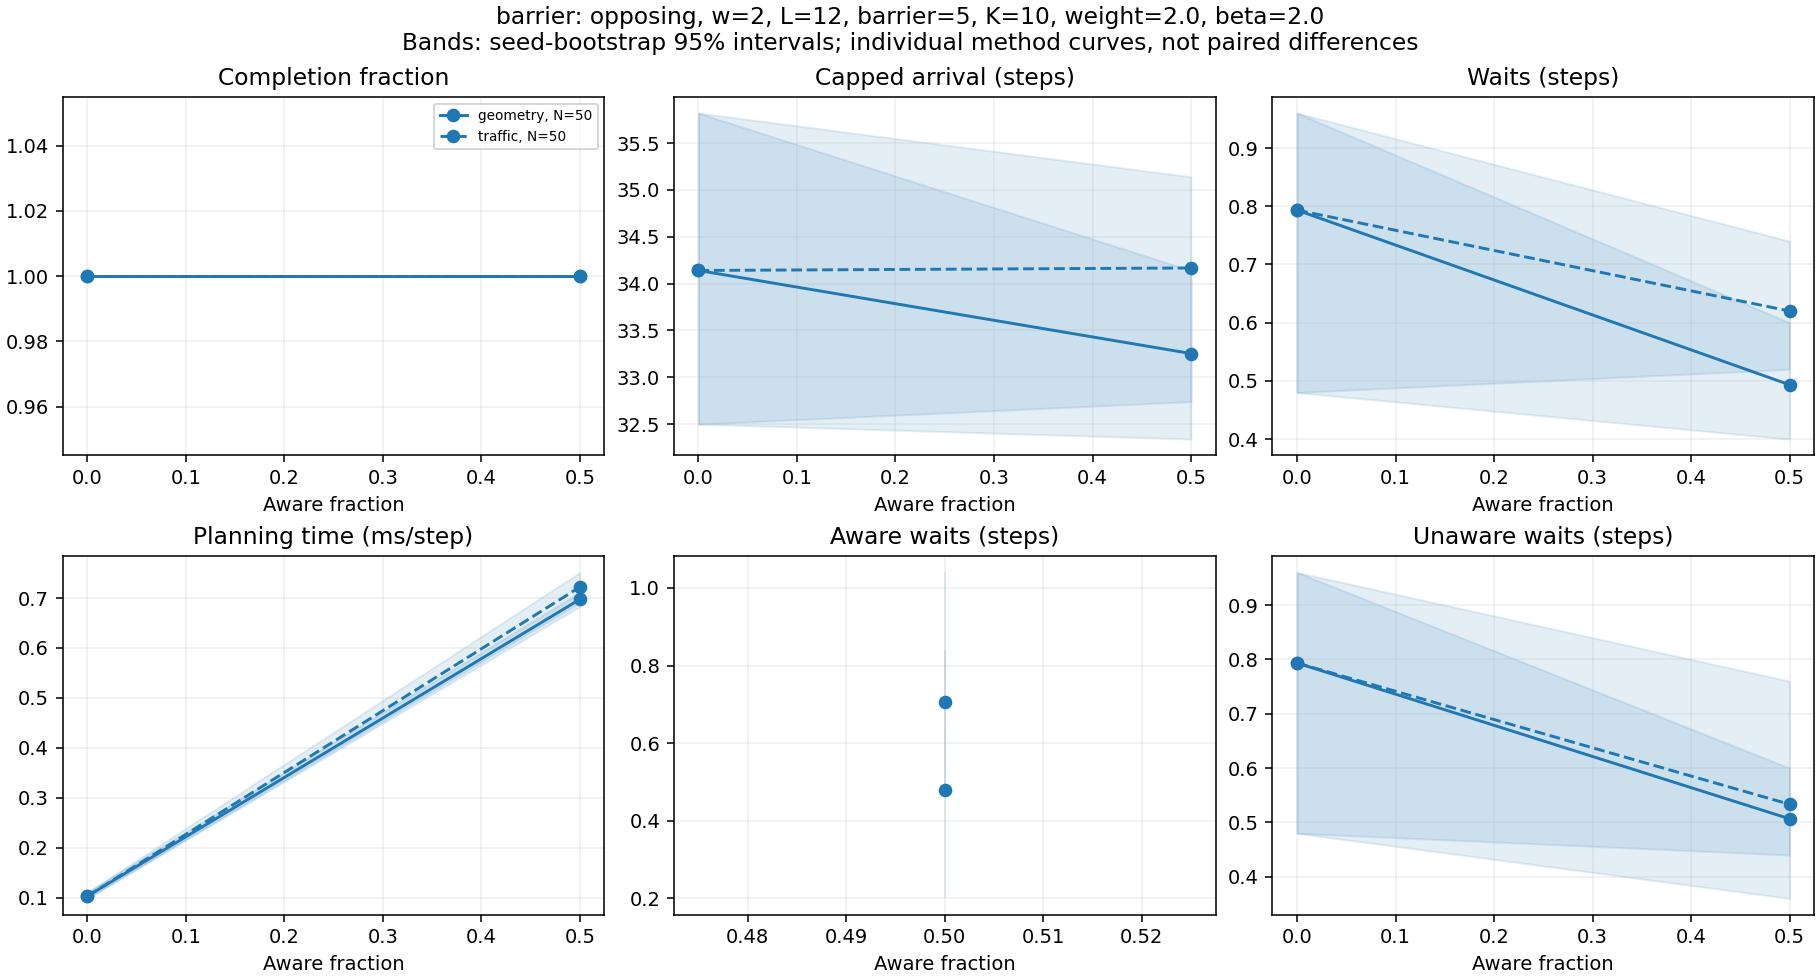 barrier: opposing, w=2, L=12, barrier=5, K=10, weight=2.0, beta=2.0
Bands: seed-bootstrap 95% intervals; individual method curves, not paired differences
Completion fraction
geometry, N=50
traffic, N=50
1.04
1.02
1.00
0.98
0.96
0.0 0.1 0.2 0.3 0.4 0.5
Aware fraction
Capped arrival (steps)
35.5
35.0
34.5
34.0
33.5
33.0
32.5
0.0 0.1 0.2 0.3 0.4 0.5
Aware fraction
Waits (steps)
0.9
0.8
0.7
0.6
0.5
0.4
0.0 0.1 0.2 0.3 0.4 0.5
Aware fraction
Planning time (ms/step)
0.7
0.6
0.5
0.4
0.3
0.2
0.1
0.0 0.1 0.2 0.3 0.4 0.5
Aware fraction
Aware waits (steps)
1.0
0.8
0.6
0.4
0.2
0.48 0.49 0.50 0.51 0.52
Aware fraction
Unaware waits (steps)
0.9
0.8
0.7
0.6
0.5
0.4
0.0 0.1 0.2 0.3 0.4 0.5
Aware fraction